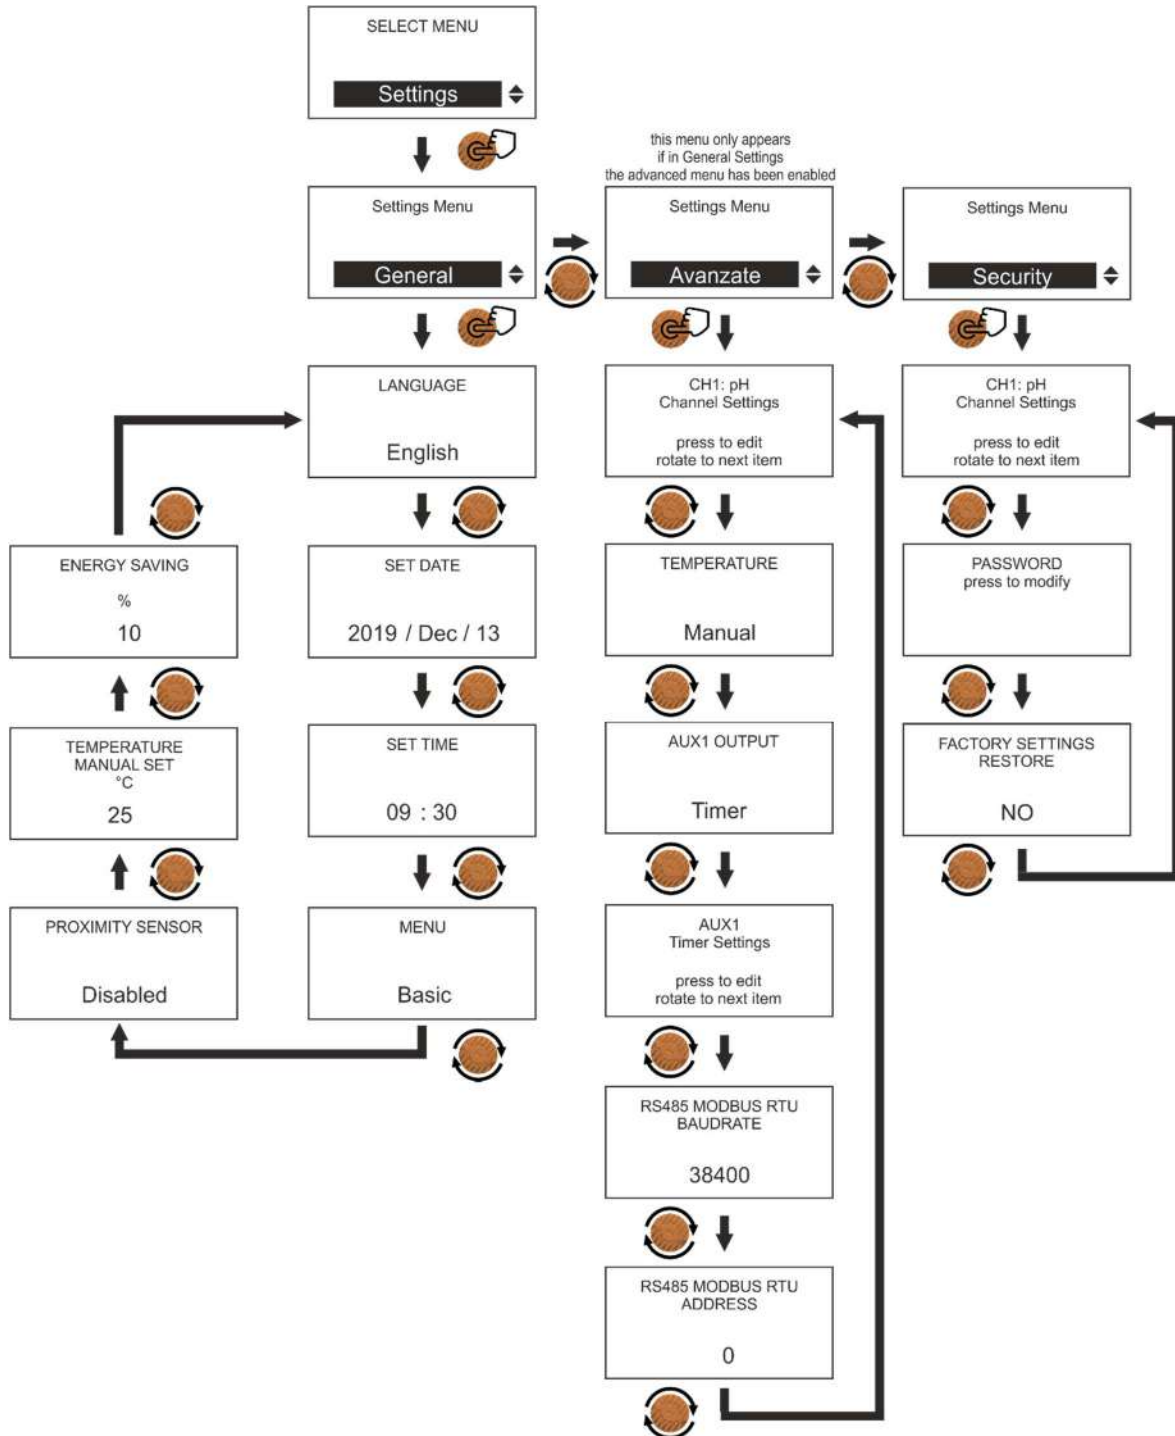 SELECT MENU
Settings
this menu only appears
if in General Settings
the advanced menu has been enabled
Settings Menu
General
Settings Menu
Avanzate
Settings Menu
Security
LANGUAGE
English
SET DATE
2019 / Dec / 13
SET TIME
09 : 30
MENU
Basic
PROXIMITY SENSOR
Disabled
TEMPERATURE
MANUAL SET
°C
25
ENERGY SAVING
%
10
CH1: pH
Channel Settings
press to edit
rotate to next item
TEMPERATURE
Manual
AUX1 OUTPUT
Timer
AUX1
Timer Settings
press to edit
rotate to next item
RS485 MODBUS RTU
BAUDRATE
38400
RS485 MODBUS RTU
ADDRESS
0
CH1: pH
Channel Settings
press to edit
rotate to next item
PASSWORD
press to modify
FACTORY SETTINGS
RESTORE
NO